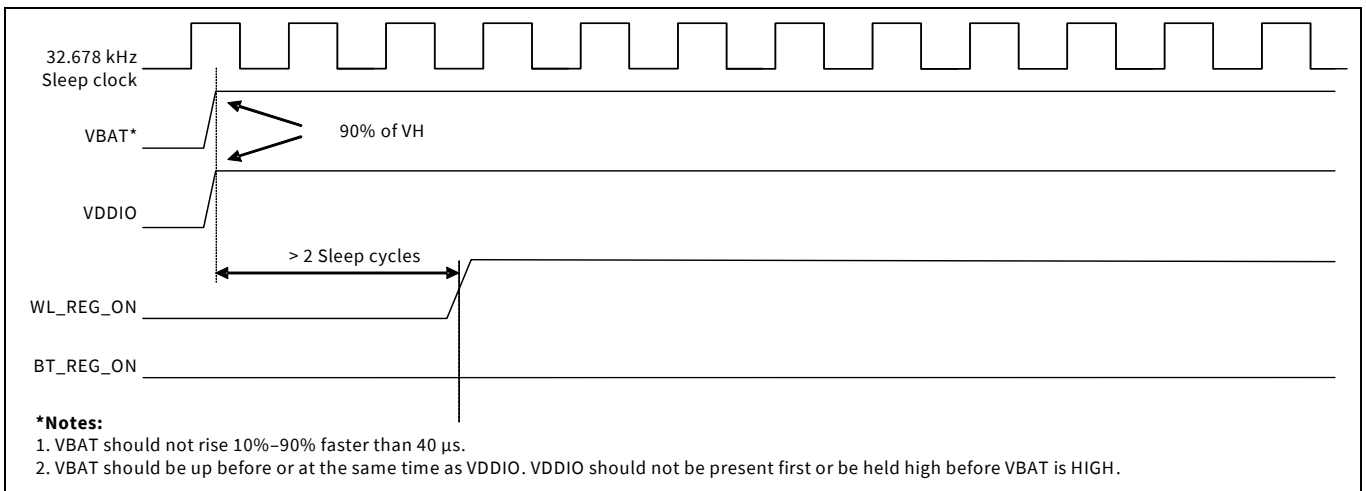 32.678 kHz
Sleep clock
VBAT*
90% of VH
VDDIO
> 2 Sleep cycles
WL_REG_ON
BT_REG_ON
*Notes:
1. VBAT should not rise 10%–90% faster than 40 µs.
2. VBAT should be up before or at the same time as VDDIO. VDDIO should not be present first or be held high before VBAT is HIGH.